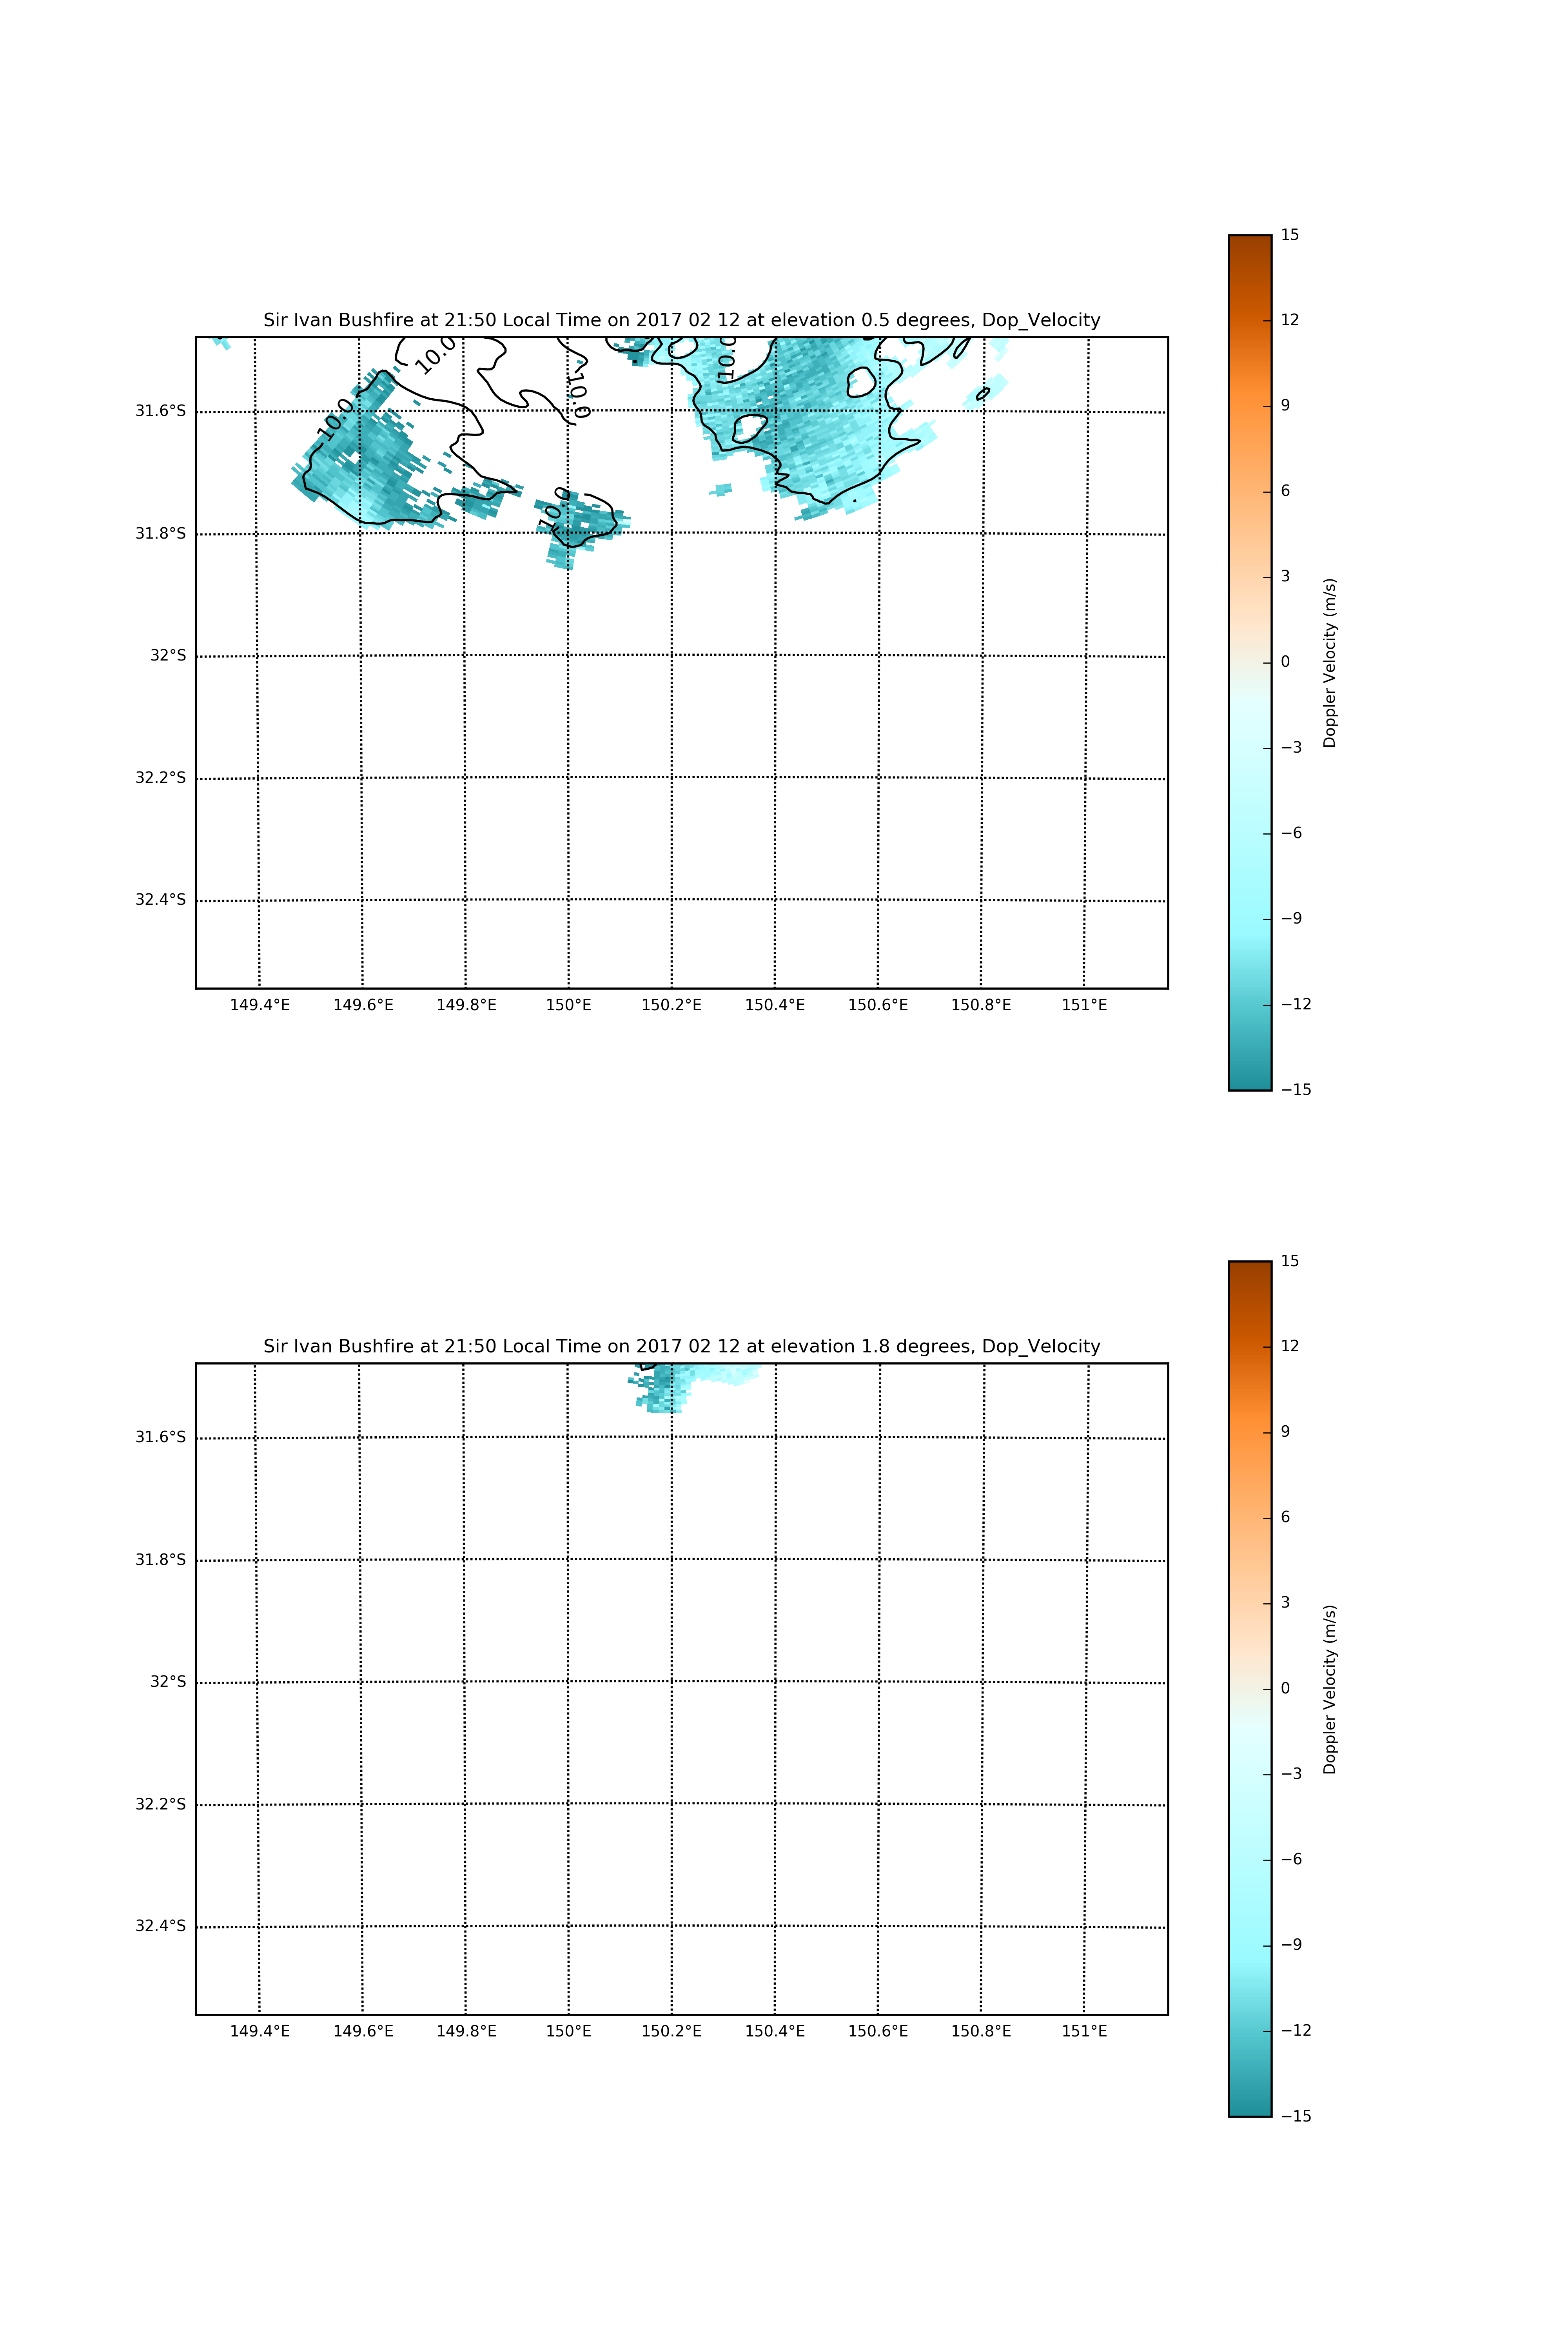 Sir Ivan Bushfire at 21:50 Local Time on 2017 02 12 at elevation 0.5 degrees, Dop_Velocity
10.0
10.0
10.0
10.0
10.0
31.6°S
31.8°S
32°S
32.2°S
32.4°S
149.4°E 149.6°E 149.8°E 150°E 150.2°E 150.4°E 150.6°E 150.8°E 151°E
15
12
9
6
3
0
−3
−6
−9
−12
−15
Doppler Velocity (m/s)
Sir Ivan Bushfire at 21:50 Local Time on 2017 02 12 at elevation 1.8 degrees, Dop_Velocity
31.6°S
31.8°S
32°S
32.2°S
32.4°S
149.4°E 149.6°E 149.8°E 150°E 150.2°E 150.4°E 150.6°E 150.8°E 151°E
15
12
9
6
3
0
−3
−6
−9
−12
−15
Doppler Velocity (m/s)